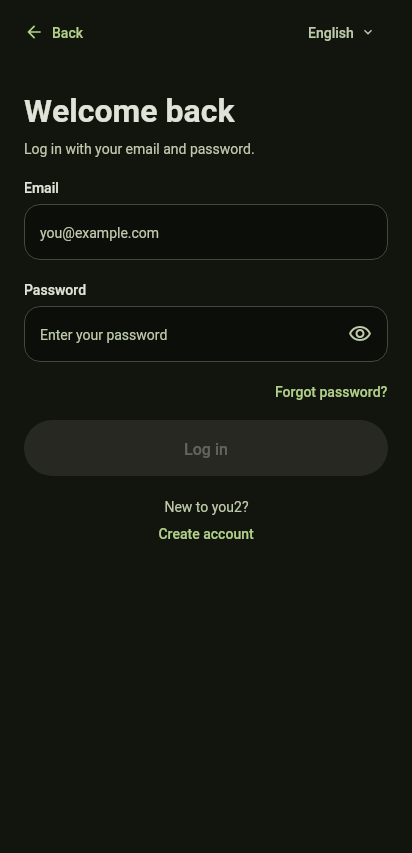 Back
English
Welcome back
Log in with your email and password.
Email
you@example.com
Password
Enter your password
Forgot password?
Log in
New to you2?
Create account